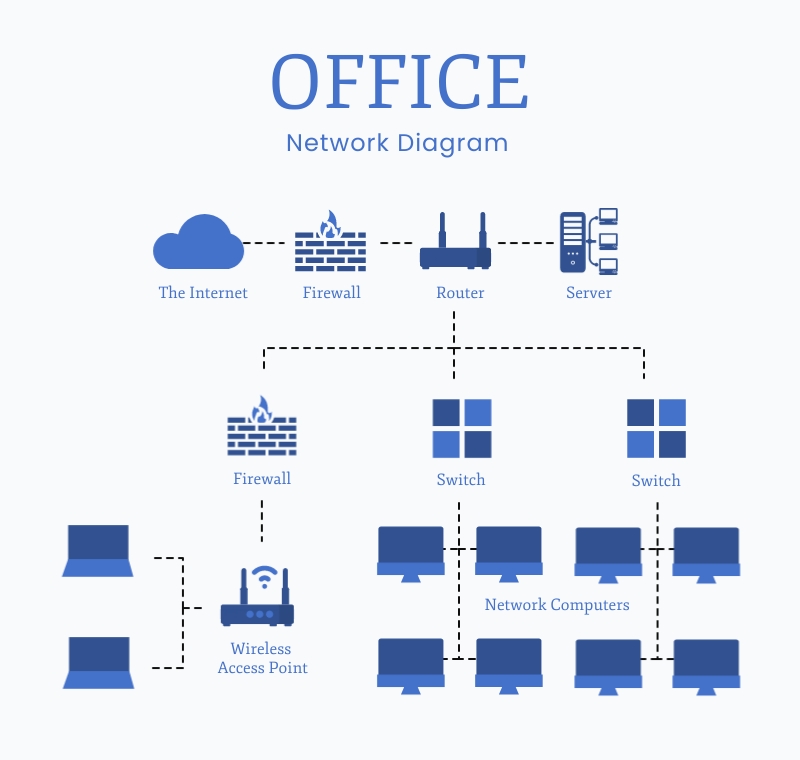 OFFICE
Network Diagram
The Internet
Firewall
Router
Server
Firewall
Switch
Switch
Network Computers
Wireless
Access Point